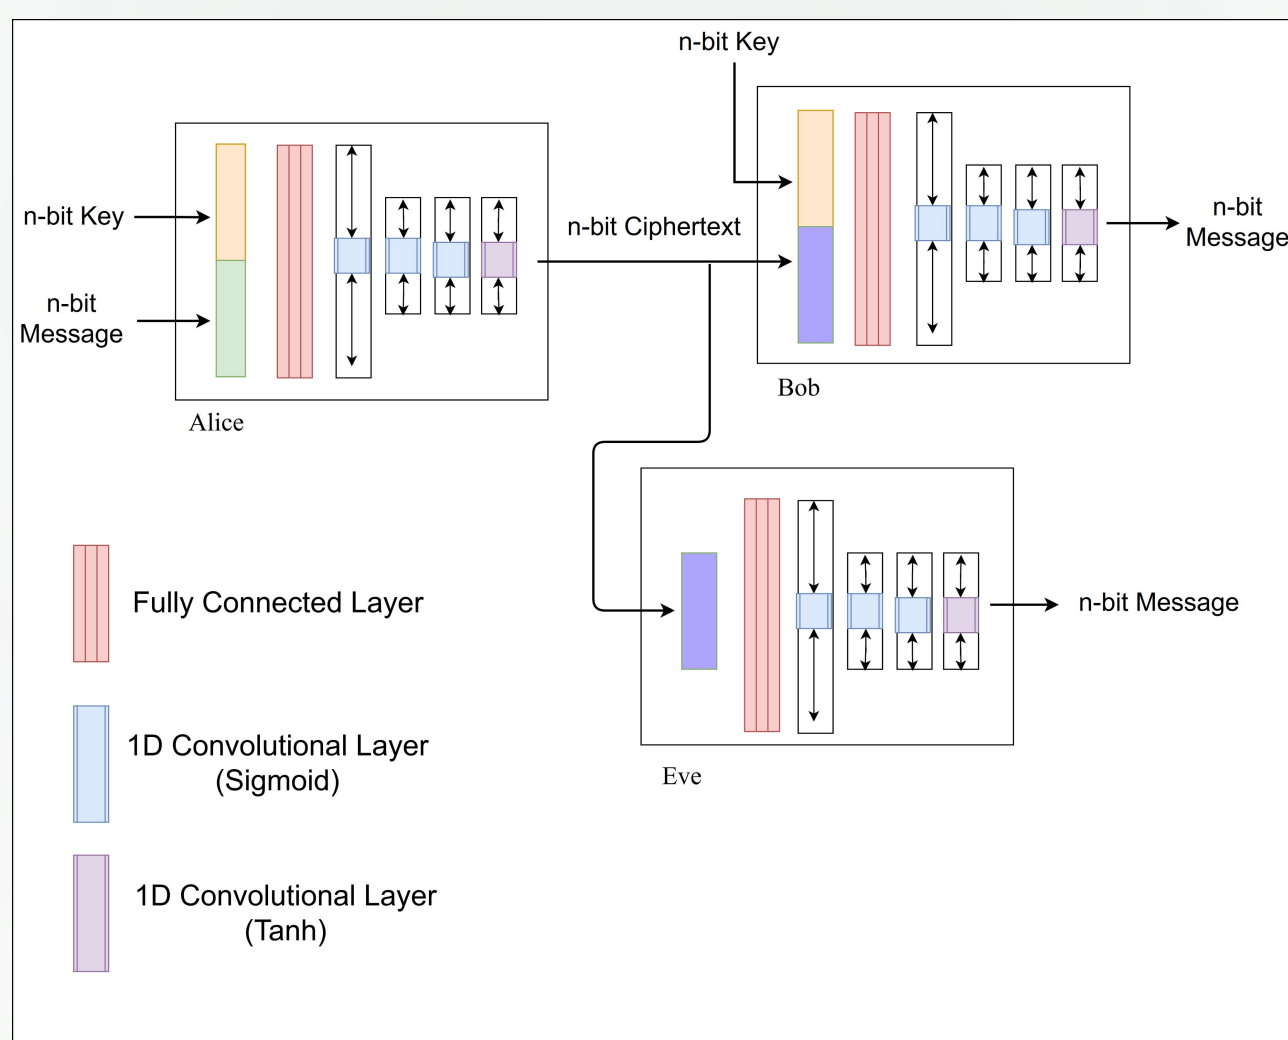 n-bit Key
n-bit Key
n-bit
Message
n-bit Ciphertext
n-bit
Message
Alice
Bob
n-bit Message
Eve
Fully Connected Layer
1D Convolutional Layer
(Sigmoid)
1D Convolutional Layer
(Tanh)